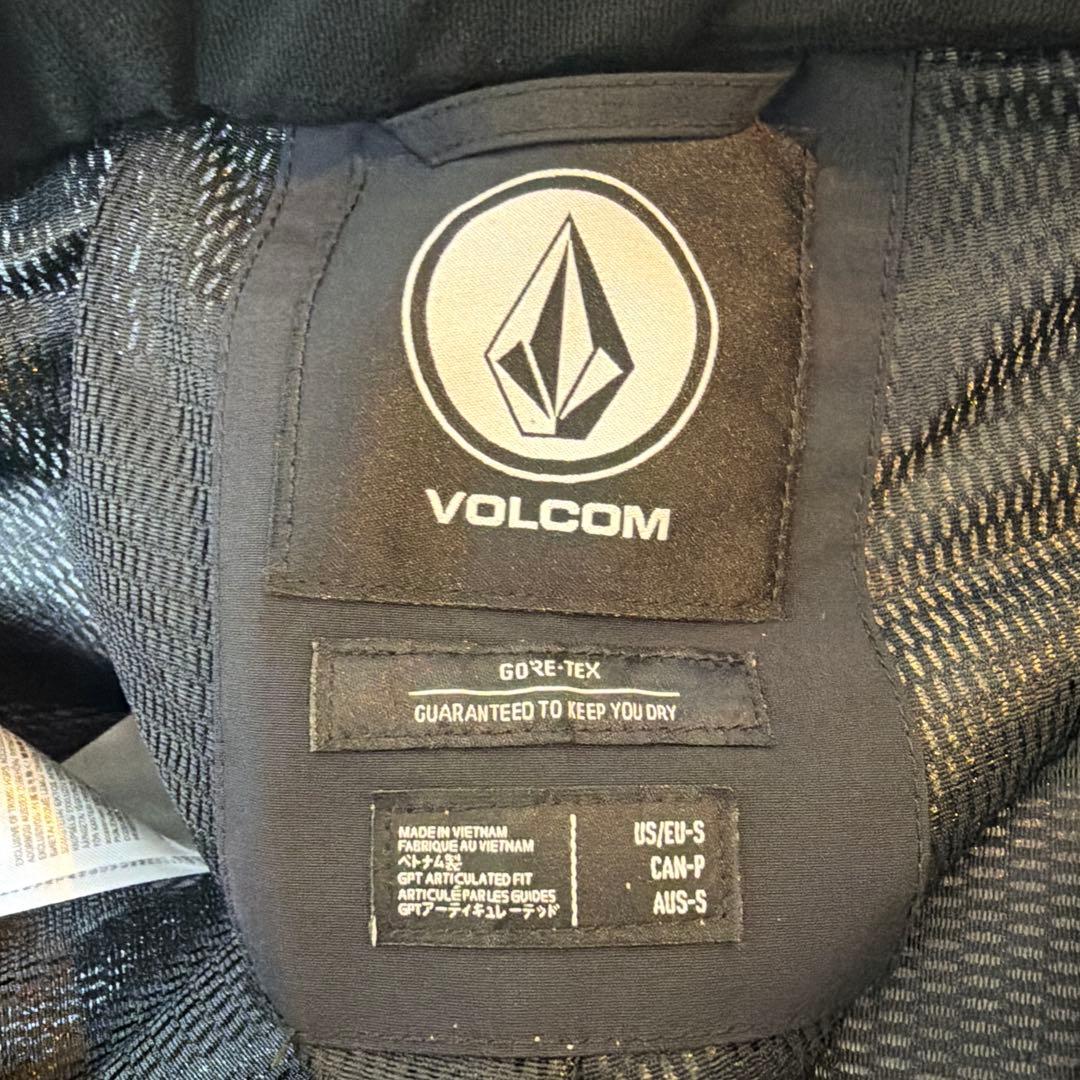 VOLCOM
GORE-TEX
GUARANTEED TO KEEP YOU DRY
MADE IN VIETNAM
FABRIQUE AU VIETNAM
ベトナム製
GPT ARTICULATED FIT
ARTICULÉ PAR LES GUIDES
GPTアーティキュレーテッド
US/EU-S
CAN-P
AUS-S